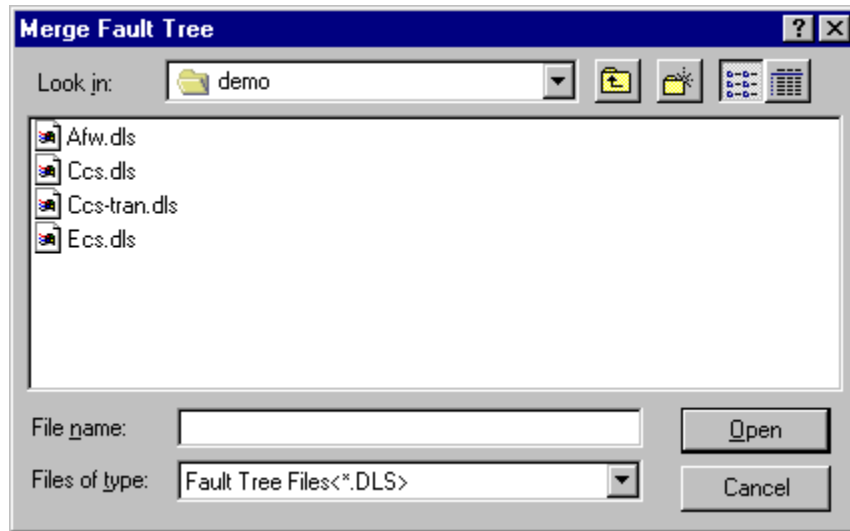 Merge Fault Tree
Look in: demo
Afw.dls
Ccs.dls
Ccs-tran.dls
Ecs.dls
File name: Open
Files of type: Fault Tree Files<*.DLS> Cancel